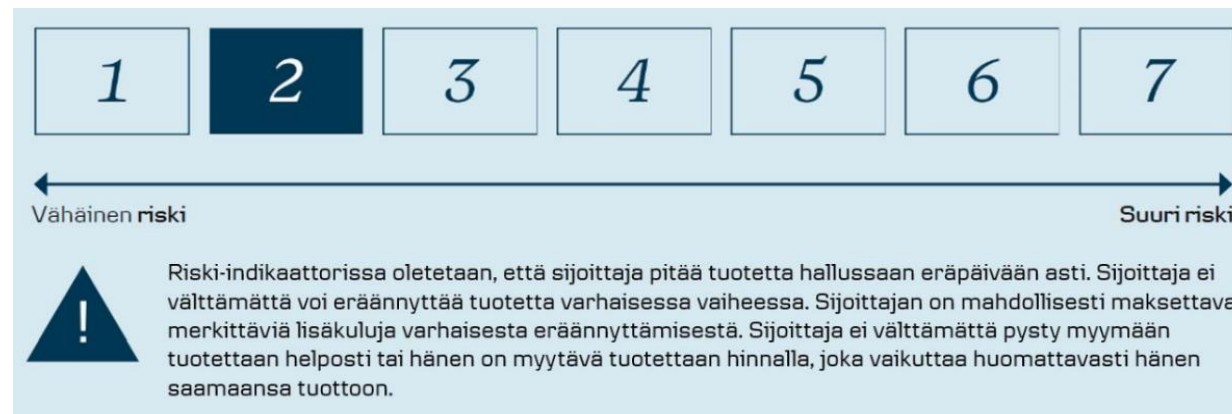 1 2 3 4 5 6 7
Vähäinen riski Suuri riski
!
Riski-indikaattorissa oletetaan, että sijoittaja pitää tuotetta hallussaan eräpäivään asti. Sijoittaja ei
välttämättä voi eräännyttää tuotetta varhaisessa vaiheessa. Sijoittajan on mahdollisesti maksettava
merkittäviä lisäkuluja varhaisesta eräännyttämisestä. Sijoittaja ei välttämättä pysty myymään
tuotettaan helposti tai hänen on myytävä tuotettaan hinnalla, joka vaikuttaa huomattavasti hänen
saamaansa tuottoon.